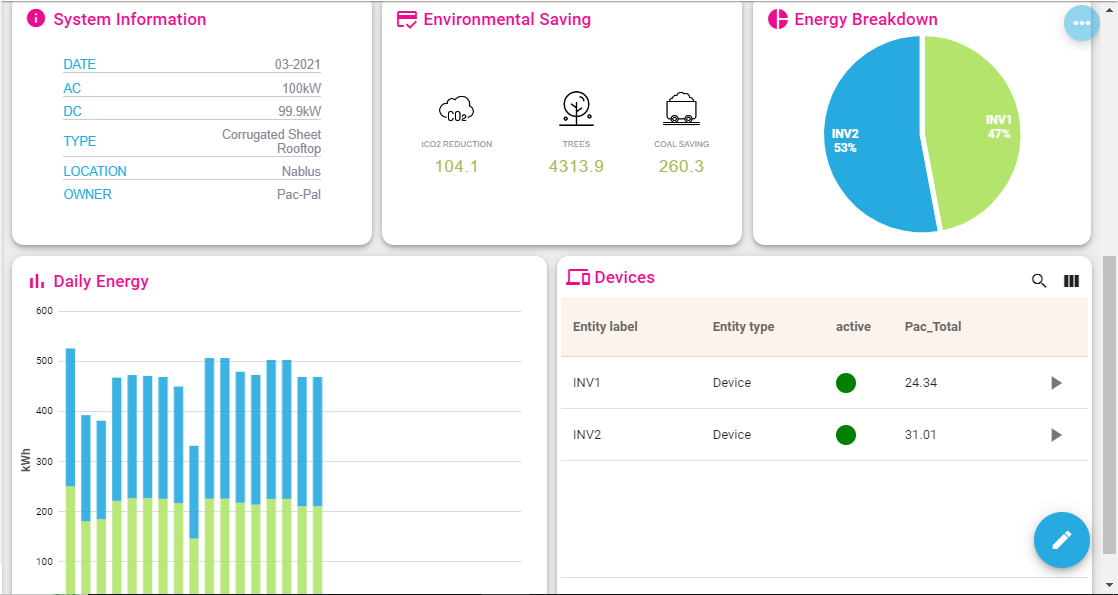 System Information
DATE 03-2021
AC 100kW
DC 99.9kW
TYPE Corrugated Sheet
Rooftop
LOCATION Nablus
OWNER Pac-Pal
Environmental Saving
CO₂
tCO2 REDUCTION TREES COAL SAVING
104.1 4313.9 260.3
Energy Breakdown
INV1
47%
INV2
53%
Daily Energy
600
500
400
300
200
100
kWh
Devices
Entity label Entity type active Pac_Total
INV1 Device 24.34
INV2 Device 31.01